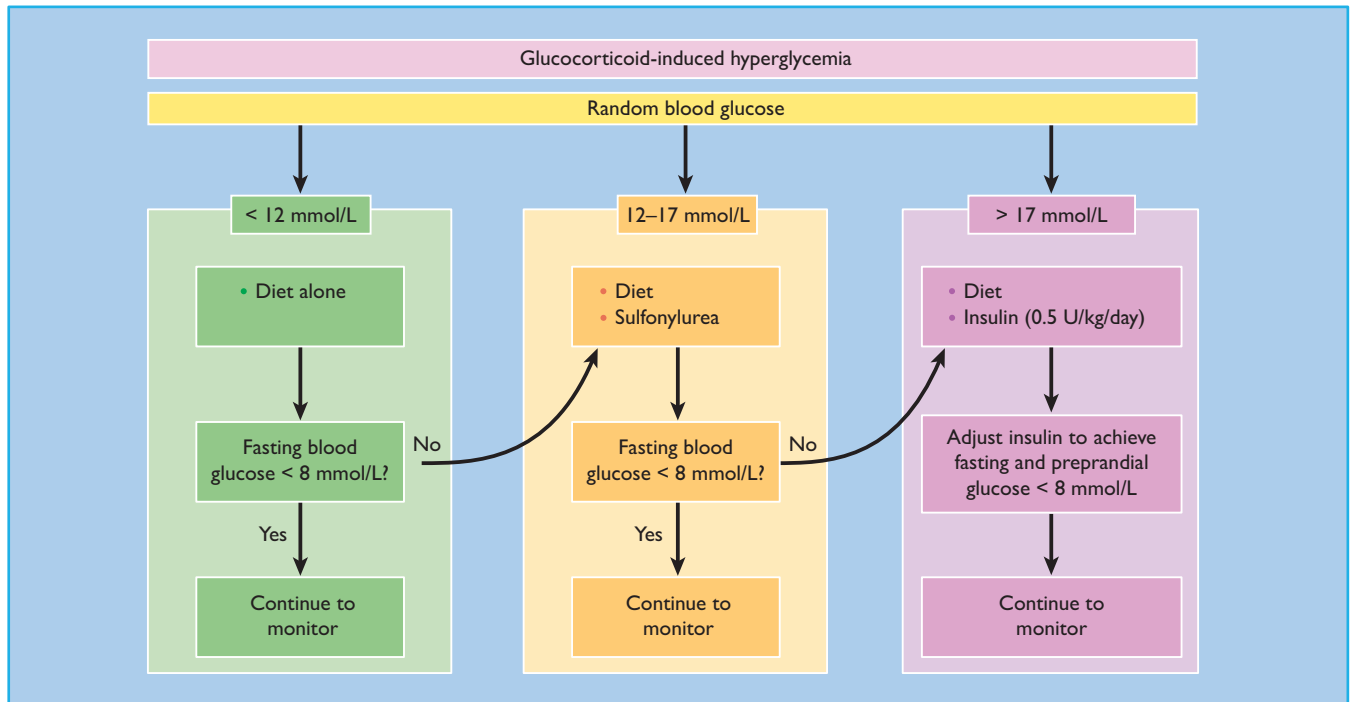 Glucocorticoid-induced hyperglycemia
Random blood glucose
< 12 mmol/L
• Diet alone
Fasting blood
glucose < 8 mmol/L?
No
Yes
Continue to
monitor
12–17 mmol/L
• Diet
• Sulfonylurea
Fasting blood
glucose < 8 mmol/L?
No
Yes
Continue to
monitor
> 17 mmol/L
• Diet
• Insulin (0.5 U/kg/day)
Adjust insulin to achieve
fasting and preprandial
glucose < 8 mmol/L
Continue to
monitor